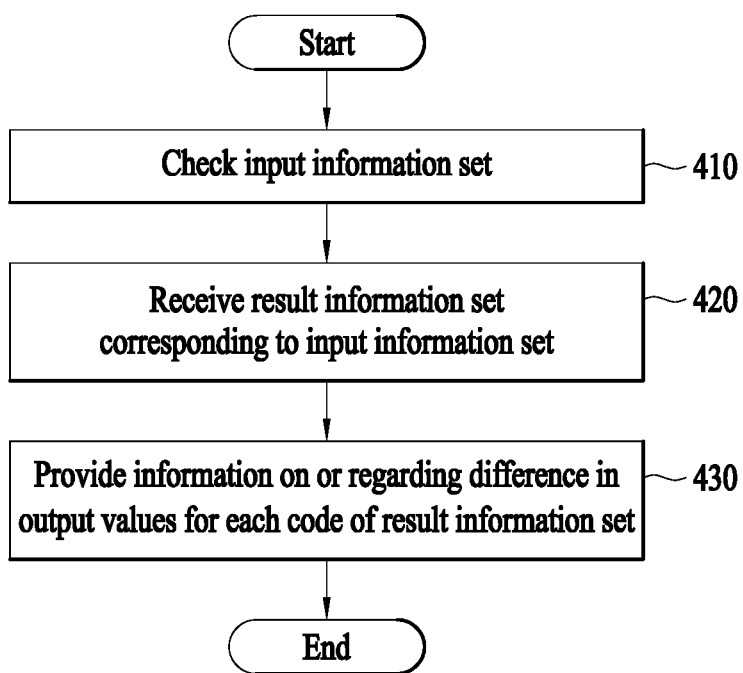 Start
Check input information set
410
Receive result information set
corresponding to input information set
420
Provide information on or regarding difference in
output values for each code of result information set
430
End